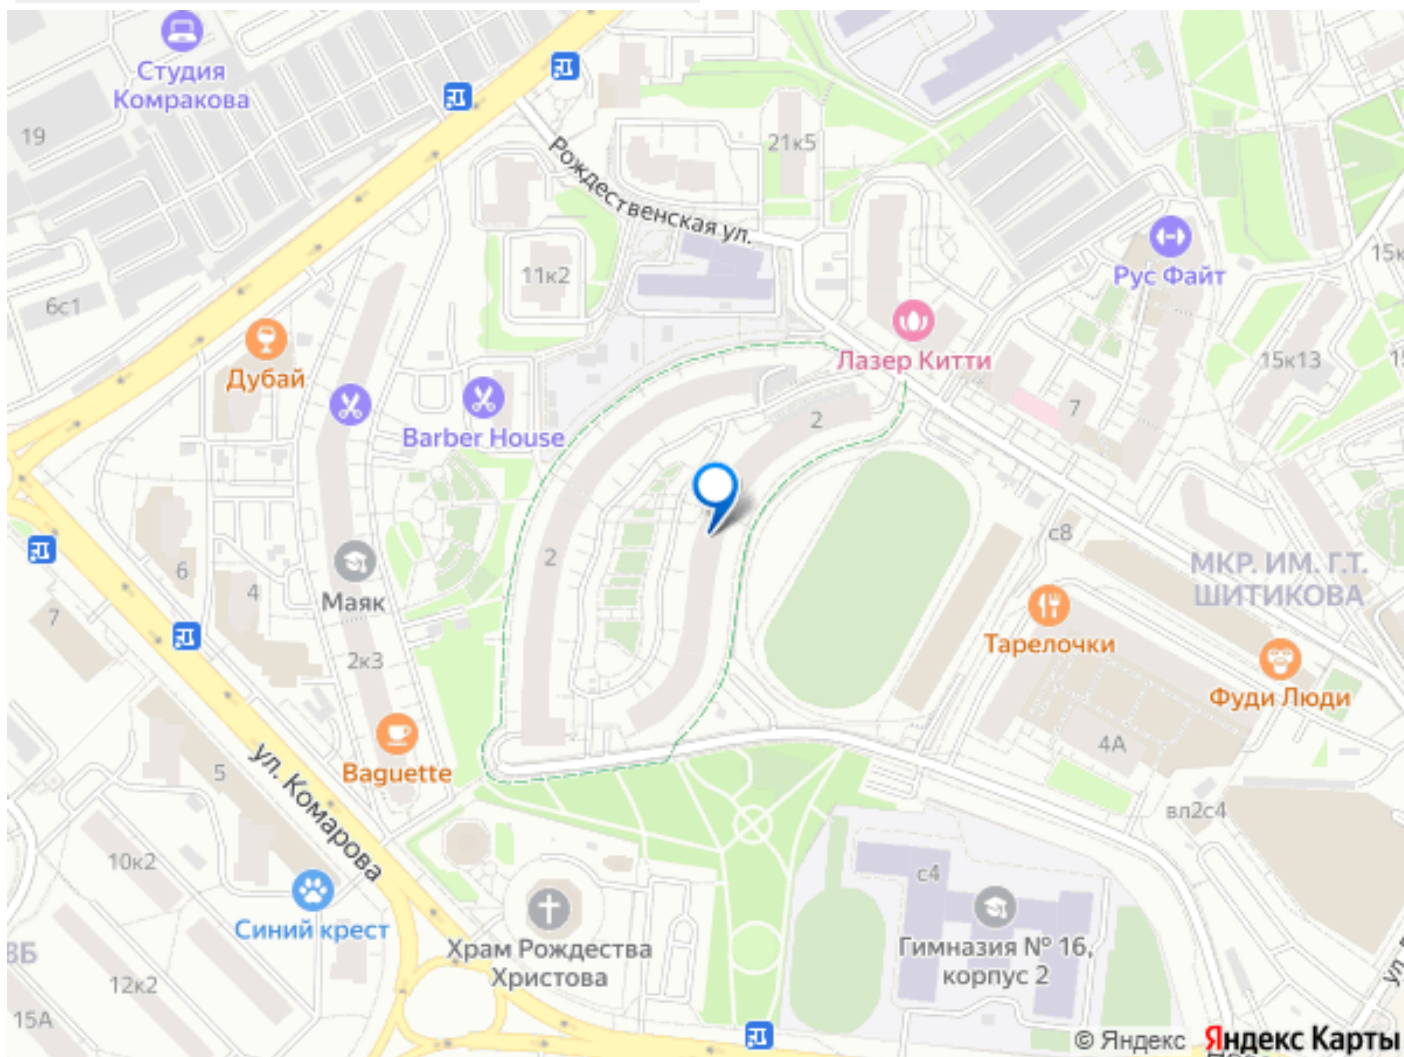 Студия
Комракова
19
21к5
Рождественская ул.
11к2
Рус Файт
15к
6с1
Дубай
Лазер Китти
15к13
Barber House
2
7
2
с8
МКР. ИМ. Г.Т.
ШИТИКОВА
6
4
Маяк
7
Тарелочки
2к3
Фуди Люди
4А
Baguette
5
ул. Комарова
вл2с4
10к2
с4
Синий крест
Храм Рождества
Христова
Гимназия № 16,
корпус 2
12к2
15А
© Яндекс Яндекс Карты